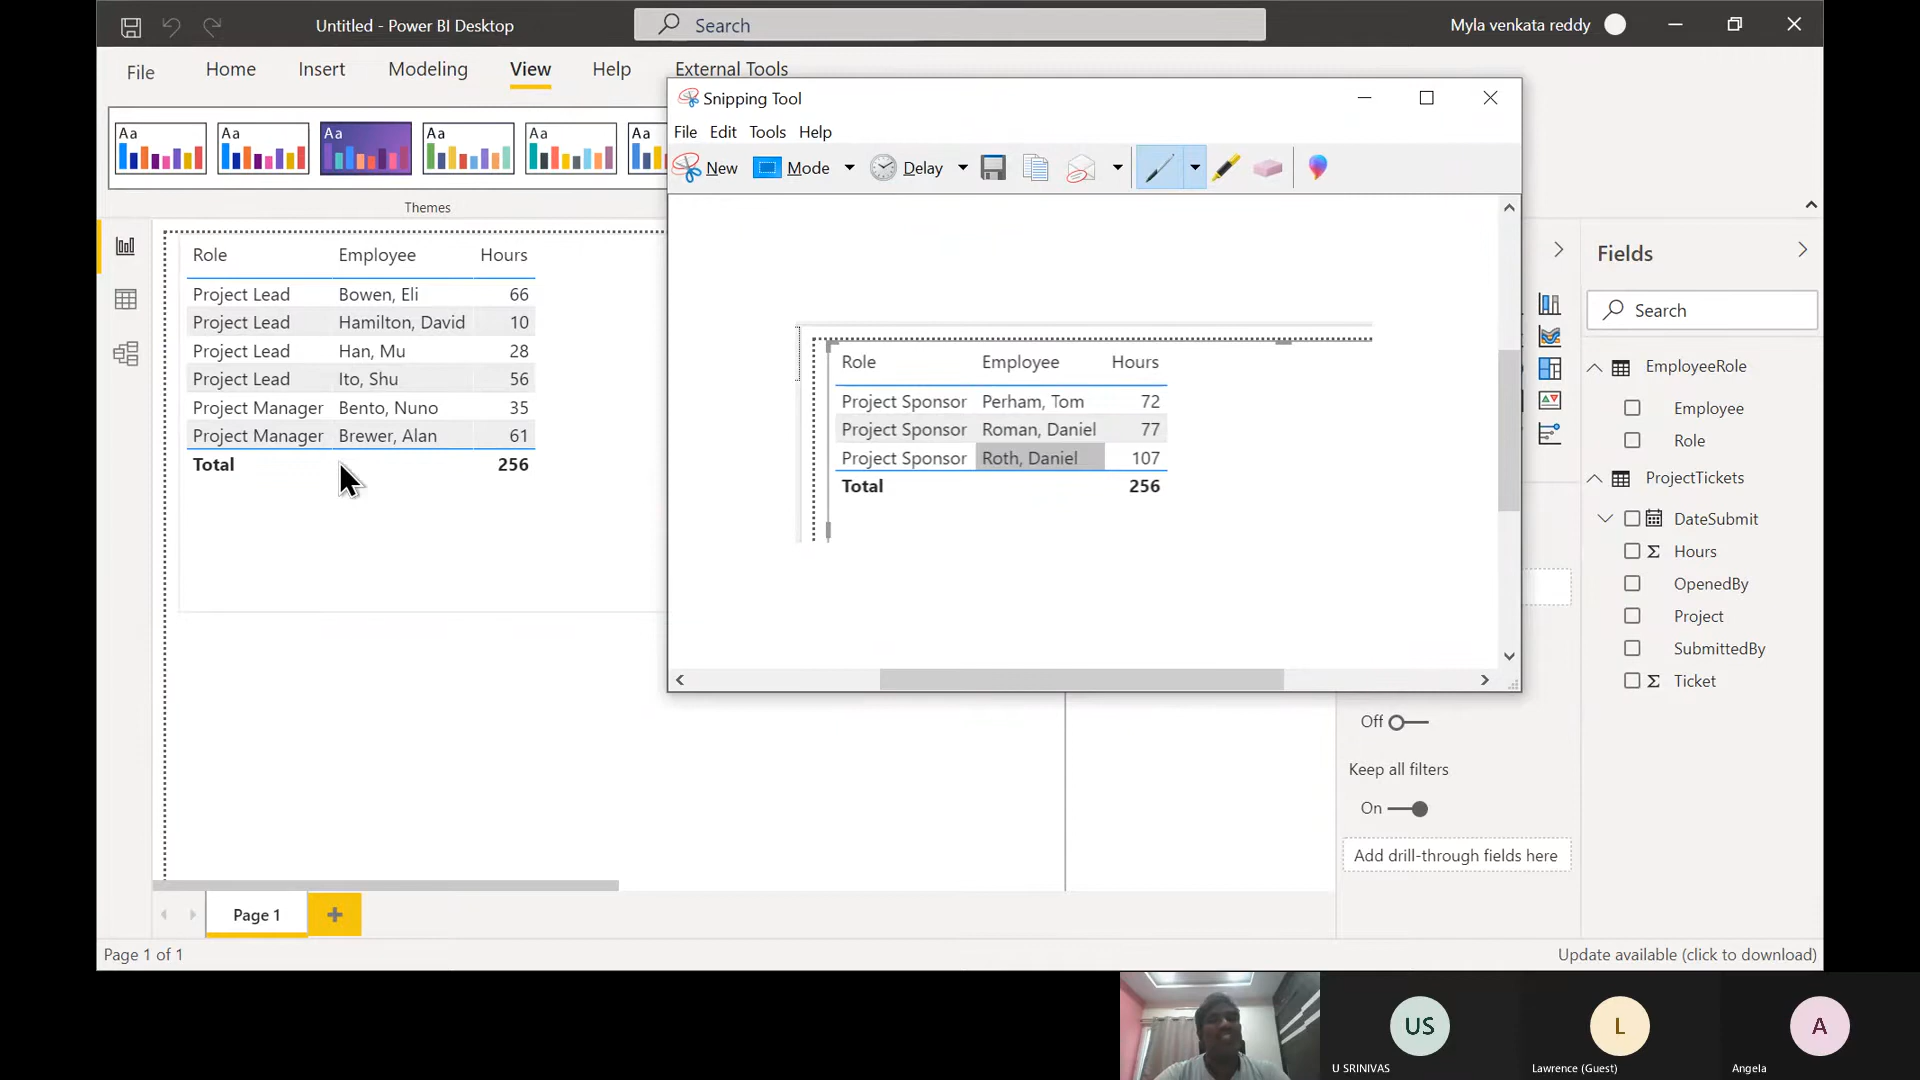 Untitled - Power BI Desktop
Search
Myla venkata reddy
File
Home
Insert
Modeling
View
Help
External Tools
Aa
Aa
Aa
Aa
Aa
Aa
Themes
Snipping Tool
File Edit Tools Help
New
Mode
Delay
Role Employee Hours
Project Lead Bowen, Eli 66
Project Lead Hamilton, David 10
Project Lead Han, Mu 28
Project Lead Ito, Shu 56
Project Manager Bento, Nuno 35
Project Manager Brewer, Alan 61
Total 256
Role Employee Hours
Project Sponsor Perham, Tom 72
Project Sponsor Roman, Daniel 77
Project Sponsor Roth, Daniel 107
Total 256
Fields
Search
EmployeeRole
Employee
Role
ProjectTickets
DateSubmit
Σ Hours
OpenedBy
Project
SubmittedBy
Σ Ticket
Off
Keep all filters
On
Add drill-through fields here
Page 1
Page 1 of 1
Update available (click to download)
US
U SRINIVAS
L
Lawrence (Guest)
A
Angela